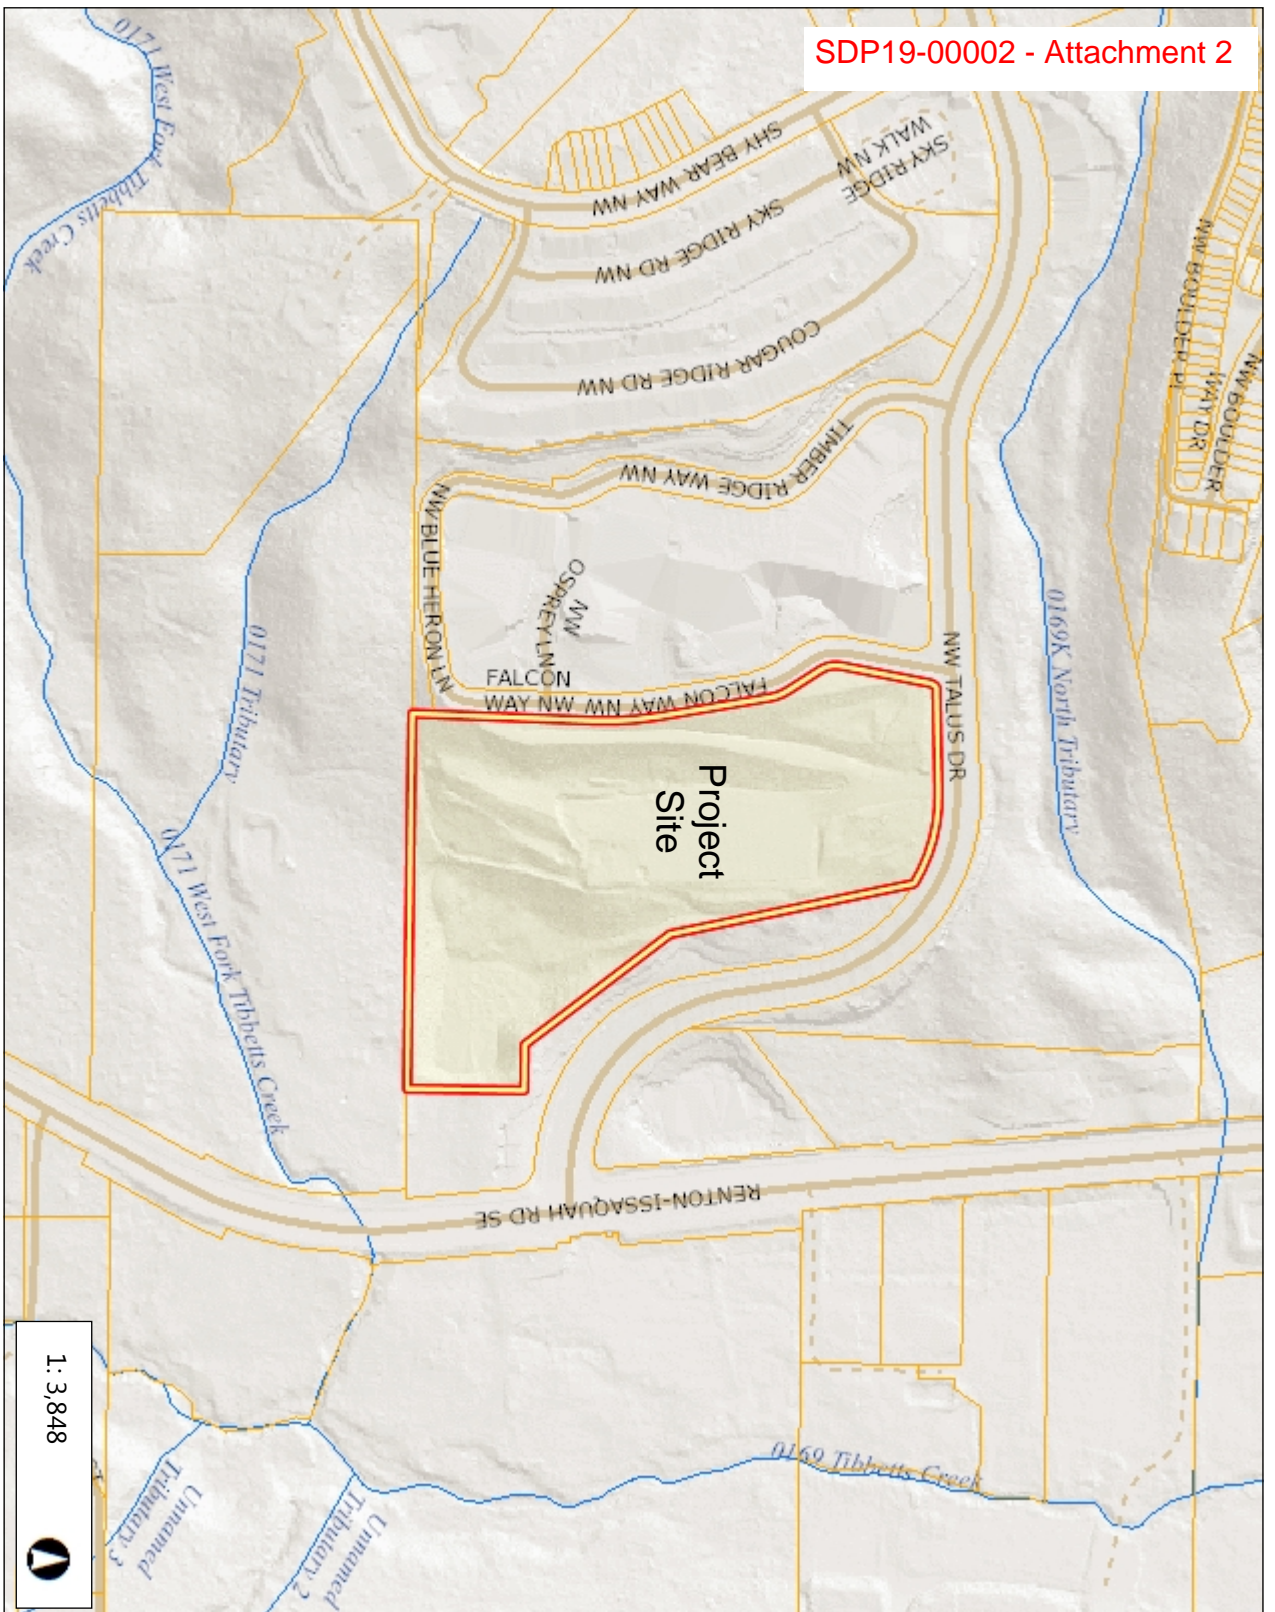 SDP19-00002 - Attachment 2
0171 West Fork Tibbetts Creek
SHY BEAR WAY NW
SKY RIDGE
WALK NW
SKY RIDGE RD NW
COUGAR RIDGE RD NW
TIMBER RIDGE WAY NW
NW BOULDER PL
NW BOULDER
WAY DR
NW BLUE HERON LN
NW
OSPREY LN
FALCON
WAY NW
FALCON WAY NW
NW TALUS DR
0169K North Tributary
0171 Tributary
Project
Site
0171 West Fork Tibbetts Creek
RENTON-ISSAQUAH RD SE
0169 Tibbetts Creek
Unnamed
Tributary 3
Unnamed
Tributary 2
1: 3,848